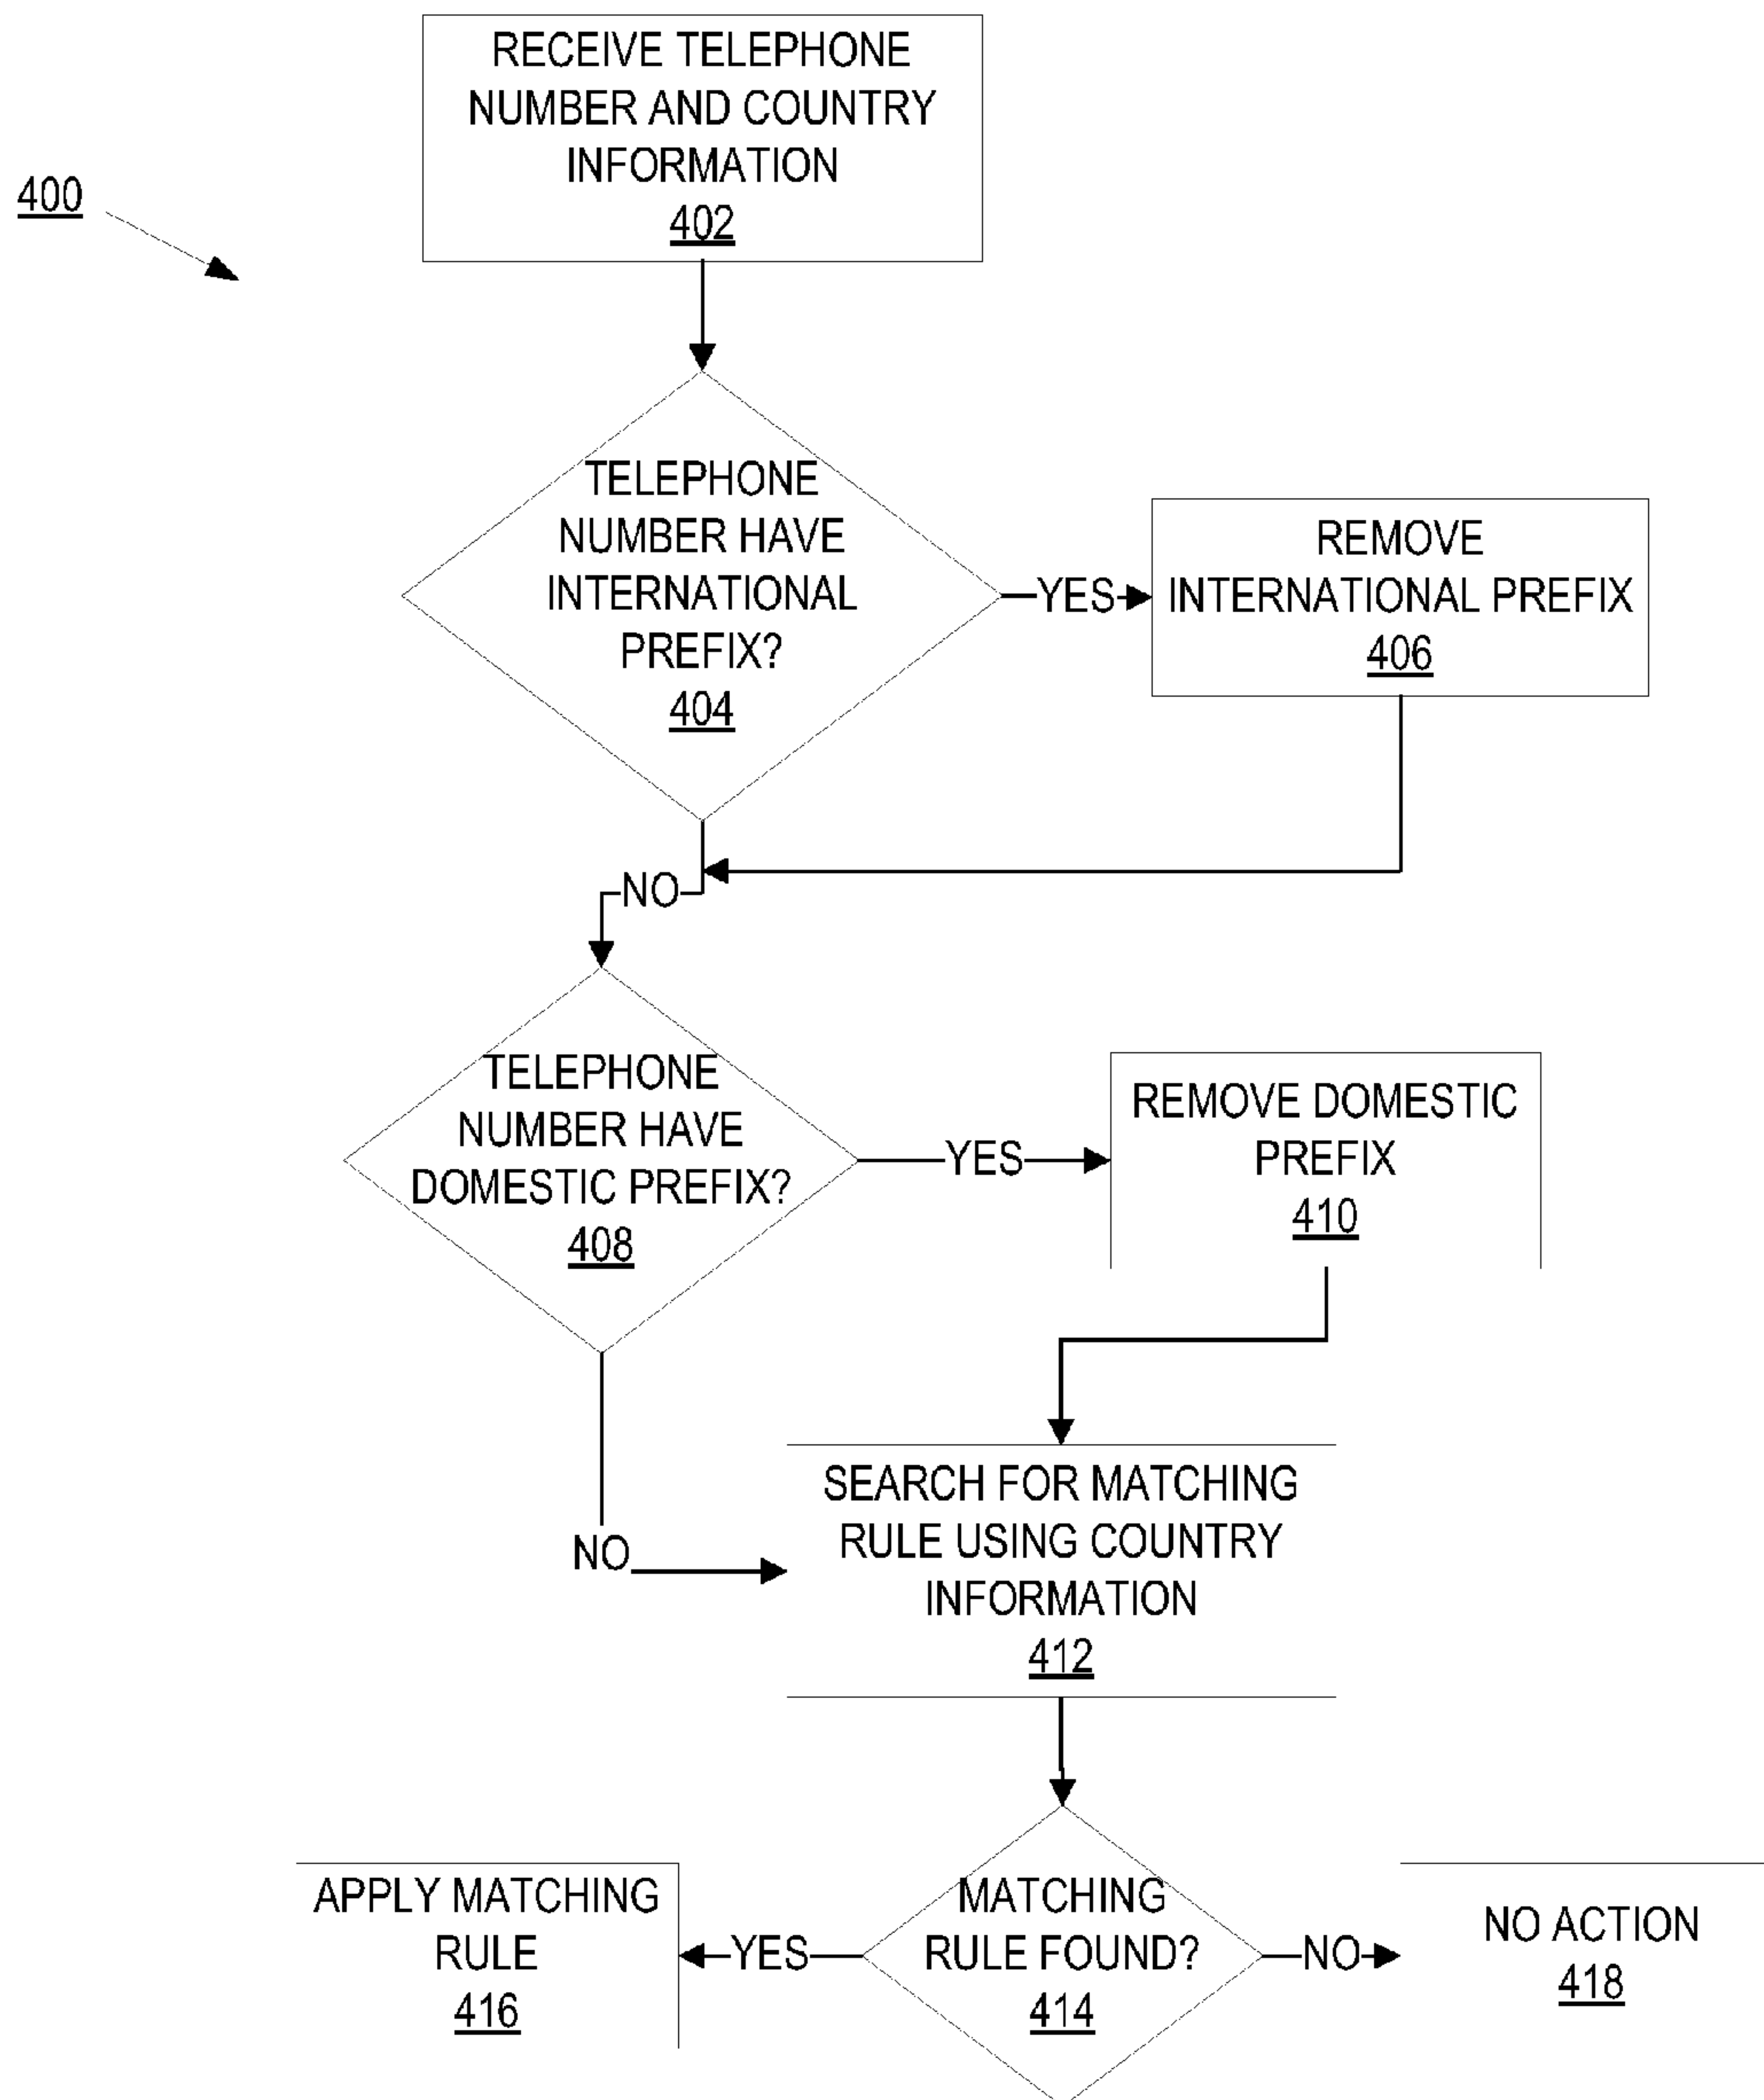 RECEIVE TELEPHONE
NUMBER AND COUNTRY
INFORMATION
402
400
TELEPHONE
NUMBER HAVE
INTERNATIONAL
PREFIX?
404
YES
REMOVE
INTERNATIONAL PREFIX
406
NO
TELEPHONE
NUMBER HAVE
DOMESTIC PREFIX?
408
YES
REMOVE DOMESTIC
PREFIX
410
NO
SEARCH FOR MATCHING
RULE USING COUNTRY
INFORMATION
412
APPLY MATCHING
RULE
416
YES
MATCHING
RULE FOUND?
414
NO
NO ACTION
418